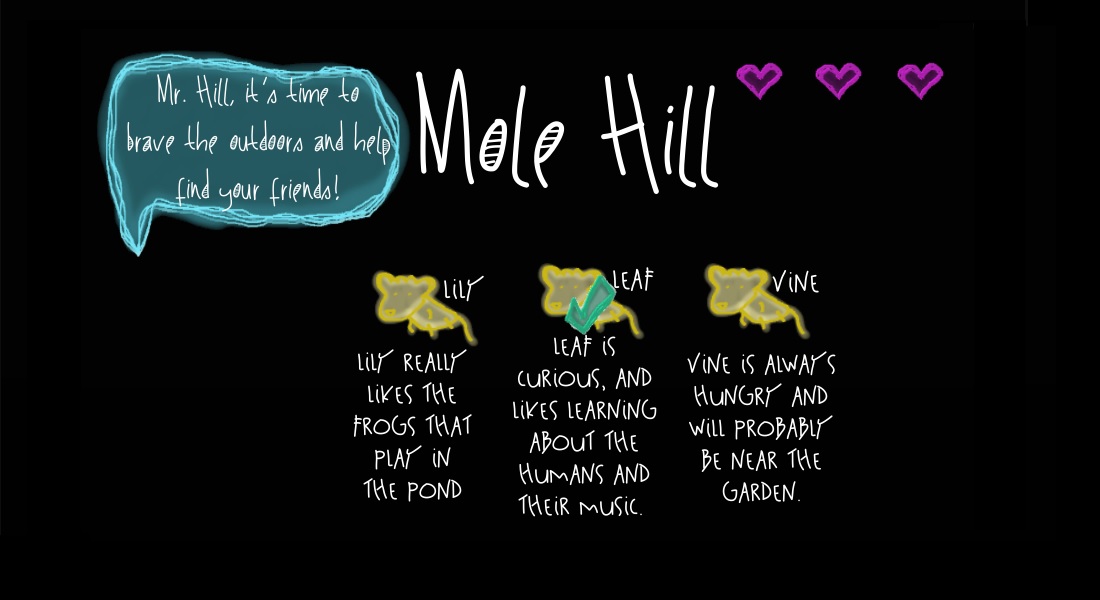 Mr. Hill, it's time to
brave the outdoors and help
find your friends!
Mole Hill
LILY
LILY REALLY
LIKES THE
FROGS THAT
PLAY IN
THE POND
LEAF
LEAF IS
CURIOUS, AND
LIKES LEARNING
ABOUT THE
HUMANS AND
THEIR MUSIC.
VINE
VINE IS ALWAYS
HUNGRY AND
WILL PROBABLY
BE NEAR THE
GARDEN.